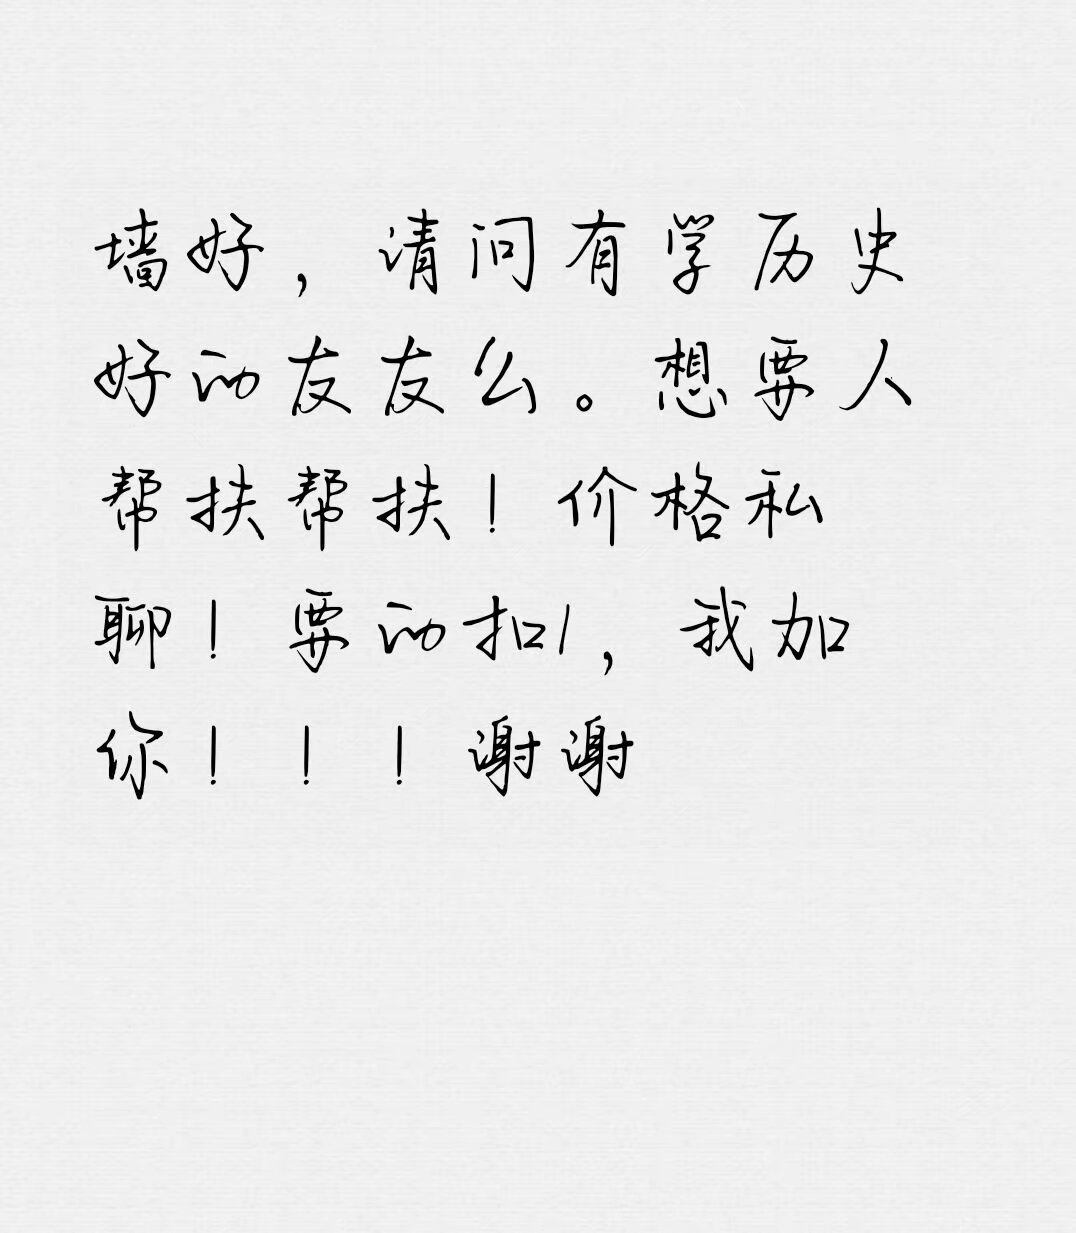 墙好，请问有学历史
好的友友么。想要人
帮扶帮扶！价格私
聊！要的扣1，我加
你！！！谢谢